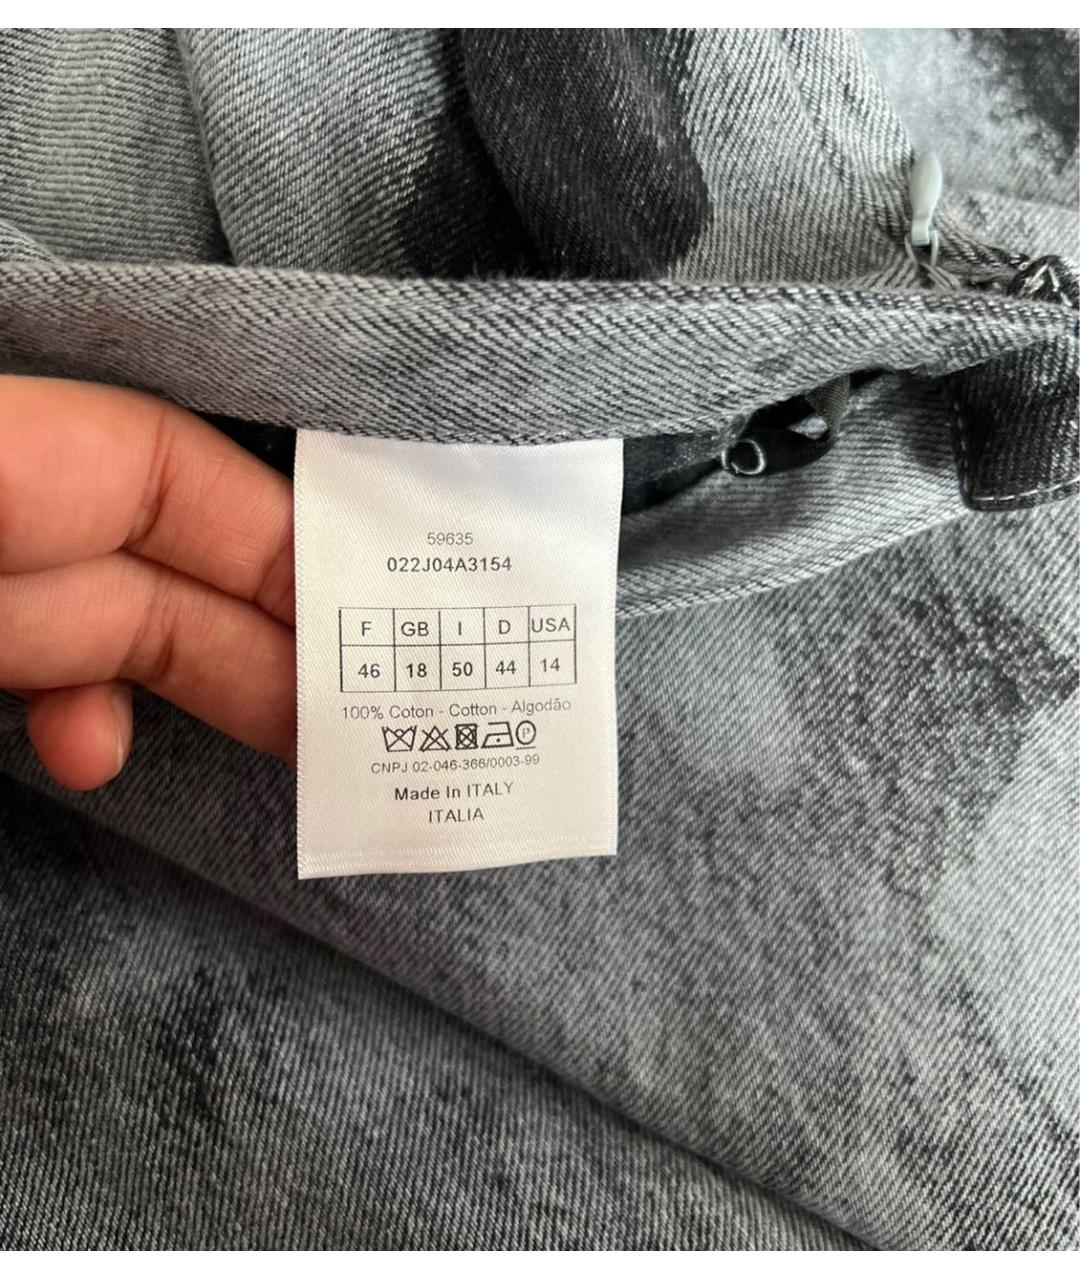 59635
022J04A3154
F GB I D USA
46 18 50 44 14
100% Coton - Cotton - Algodão
P
CNPJ 02-046-366/0003-99
Made In ITALY
ITALIA